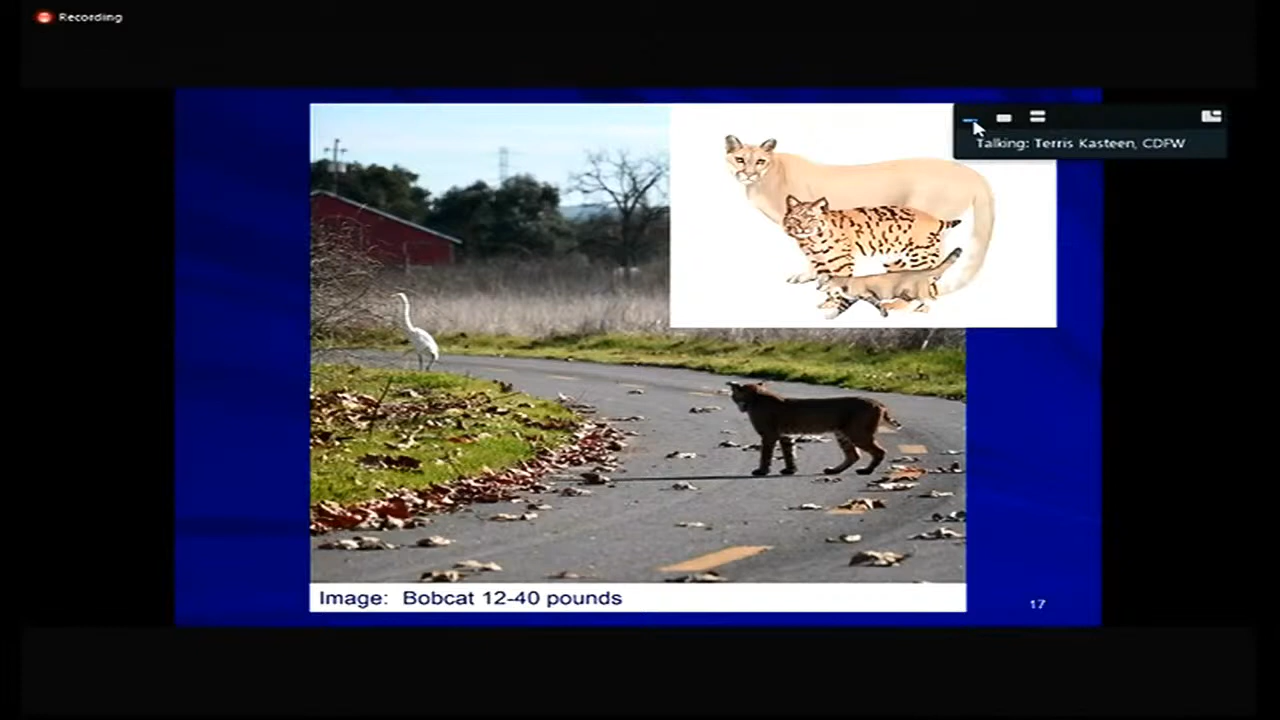 Recording
Talking: Terris Kasteen, CDFW
Image: Bobcat 12-40 pounds
17